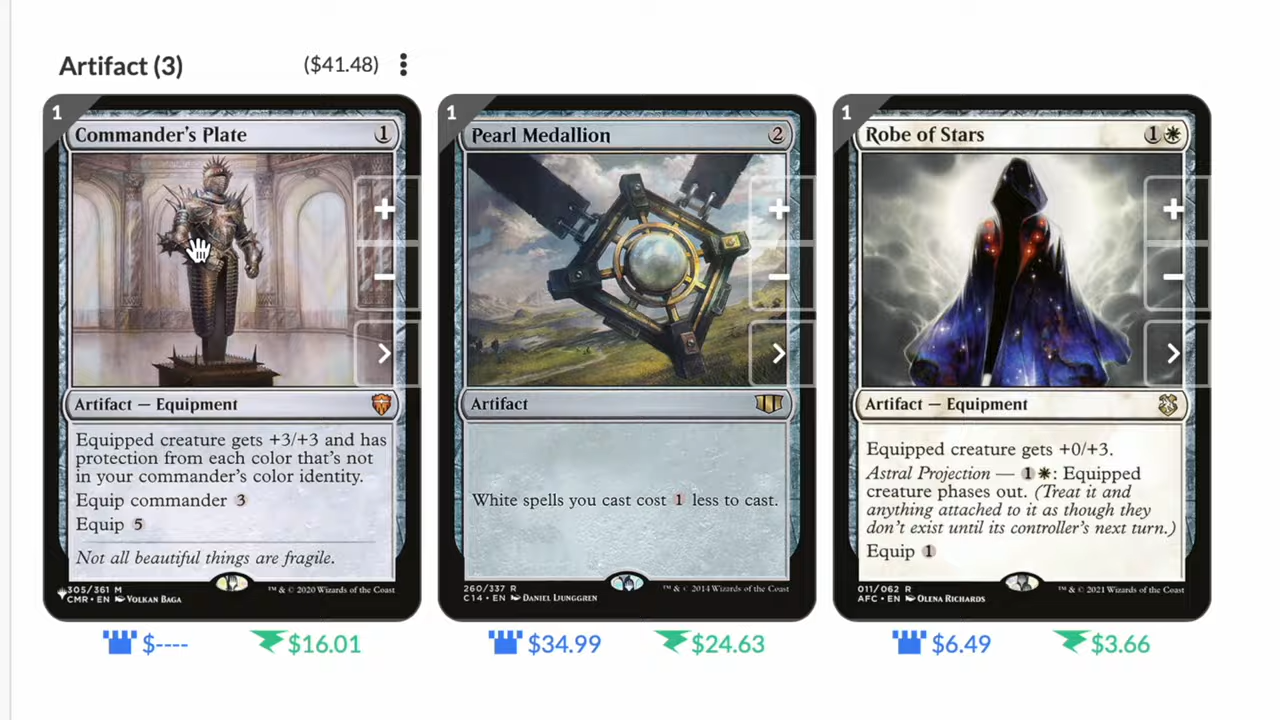 Artifact (3) ($41.48)
1
Commander's Plate 1
Artifact — Equipment
Equipped creature gets +3/+3 and has
protection from each color that's not
in your commander's color identity.
Equip commander 3
Equip 5
Not all beautiful things are fragile.
305/361 M
CMR • EN VOLKAN BAGA
™ & © 2020 Wizards of the Coast
$---- $16.01
1
Pearl Medallion 2
Artifact
White spells you cast cost 1 less to cast.
260/337 R
C14 • EN DANIEL LJUNGGREN
™ & © 2014 Wizards of the Coast
$34.99 $24.63
1
Robe of Stars 1
Artifact — Equipment
Equipped creature gets +0/+3.
Astral Projection — 1 : Equipped
creature phases out. (Treat it and
anything attached to it as though they
don't exist until its controller's next turn.)
Equip 1
011/062 R
AFC • EN OLENA RICHARDS
™ & © 2021 Wizards of the Coast
$6.49 $3.66